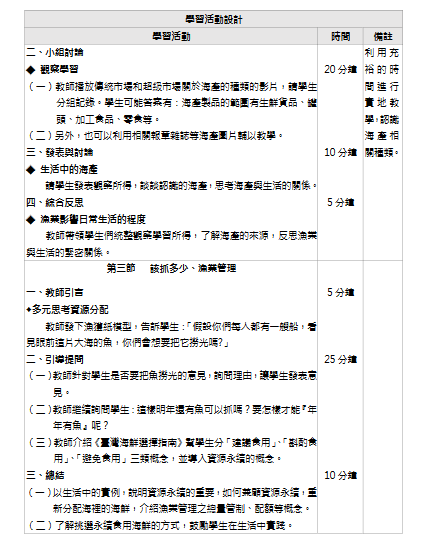 學習活動設計
學習活動 時間 備註
二、小組討論
◆ 觀察學習 20 分鐘
(一)教師播放傳統市場和超級市場關於海產的種類的影片，請學生
分組記錄。學生可能答案有：海產製品的範圍有生鮮貨品、罐
頭、加工食品、零食等。
(二)另外，也可以利用相關報章雜誌等海產圖片輔以教學。
三、發表與討論 10 分鐘
◆ 生活中的海產
請學生發表觀察所得，談談認識的海產，思考海產與生活的關係。
四、綜合反思 5 分鐘
◆ 漁業影響日常生活的程度
教師帶領學生們統整觀察學習所得，了解海產的來源，反思漁業
與生活的緊密關係。
利用充
裕的時
間進行
實地教
學，認識
海產相
關種類。
第三節 該抓多少、漁業管理
一、教師引言 5 分鐘
◆多元思考資源分配
教師發下漁獲紙模型，告訴學生：「假設你們每人都有一艘船，看
見眼前這片大海的魚，你們會想要把它撈光嗎?」
二、引導提問 25 分鐘
(一)教師針對學生是否要把魚撈光的意見，詢問理由，讓學生發表意
見。
(二)教師繼續詢問學生：這樣明年還有魚可以抓嗎？要怎樣才能『年
年有魚』呢？
(三)教師介紹《臺灣海鮮選擇指南》幫學生分「建議食用」、「斟酌食
用」、「避免食用」三類概念，並導入資源永續的概念。
三、總結 10 分鐘
(一)以生活中的實例，說明資源永續的重要，如何兼顧資源永續，重
新分配海裡的海鮮，介紹漁業管理之總量管制、配額等概念。
(二)了解挑選永續食用海鮮的方式，鼓勵學生在生活中實踐。